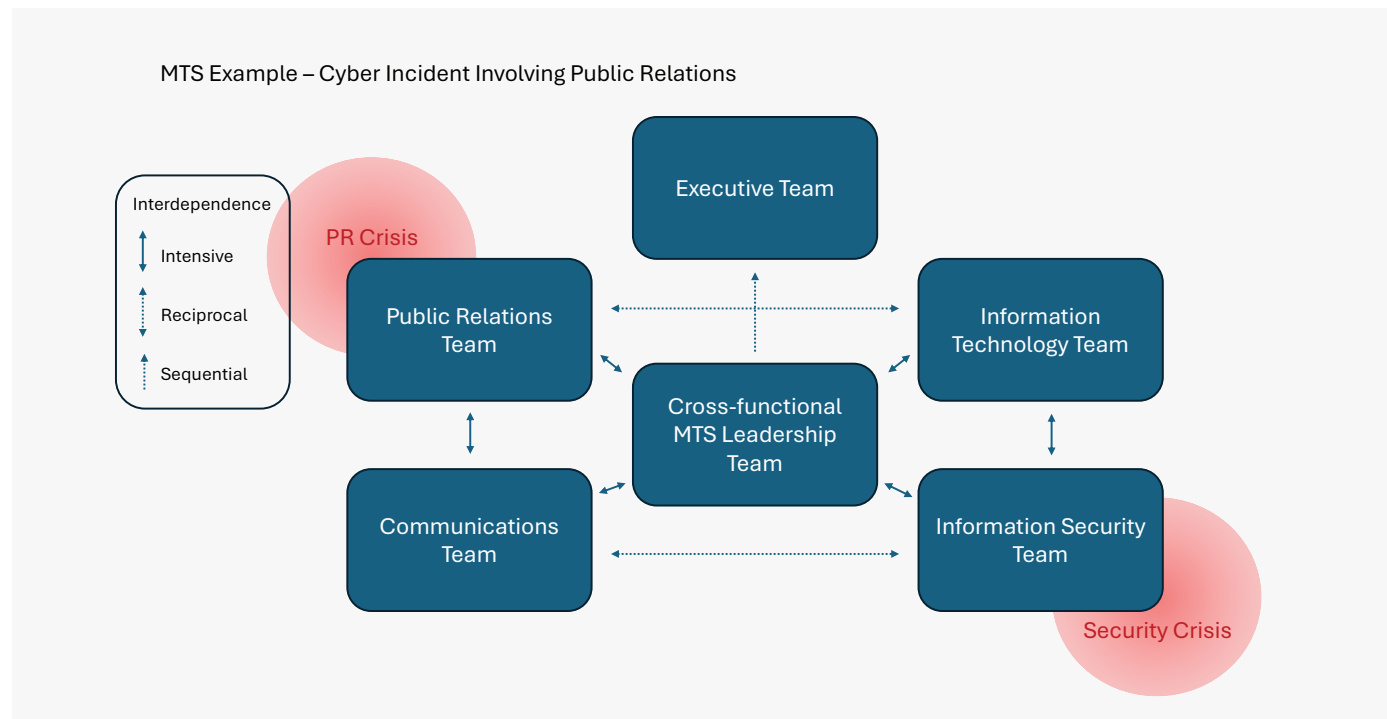 MTS Example – Cyber Incident Involving Public Relations
Executive Team
Interdependence
Intensive
Reciprocal
Sequential
PR Crisis
Public Relations
Team
Information
Technology Team
Cross-functional
MTS Leadership
Team
Communications
Team
Information Security
Team
Security Crisis